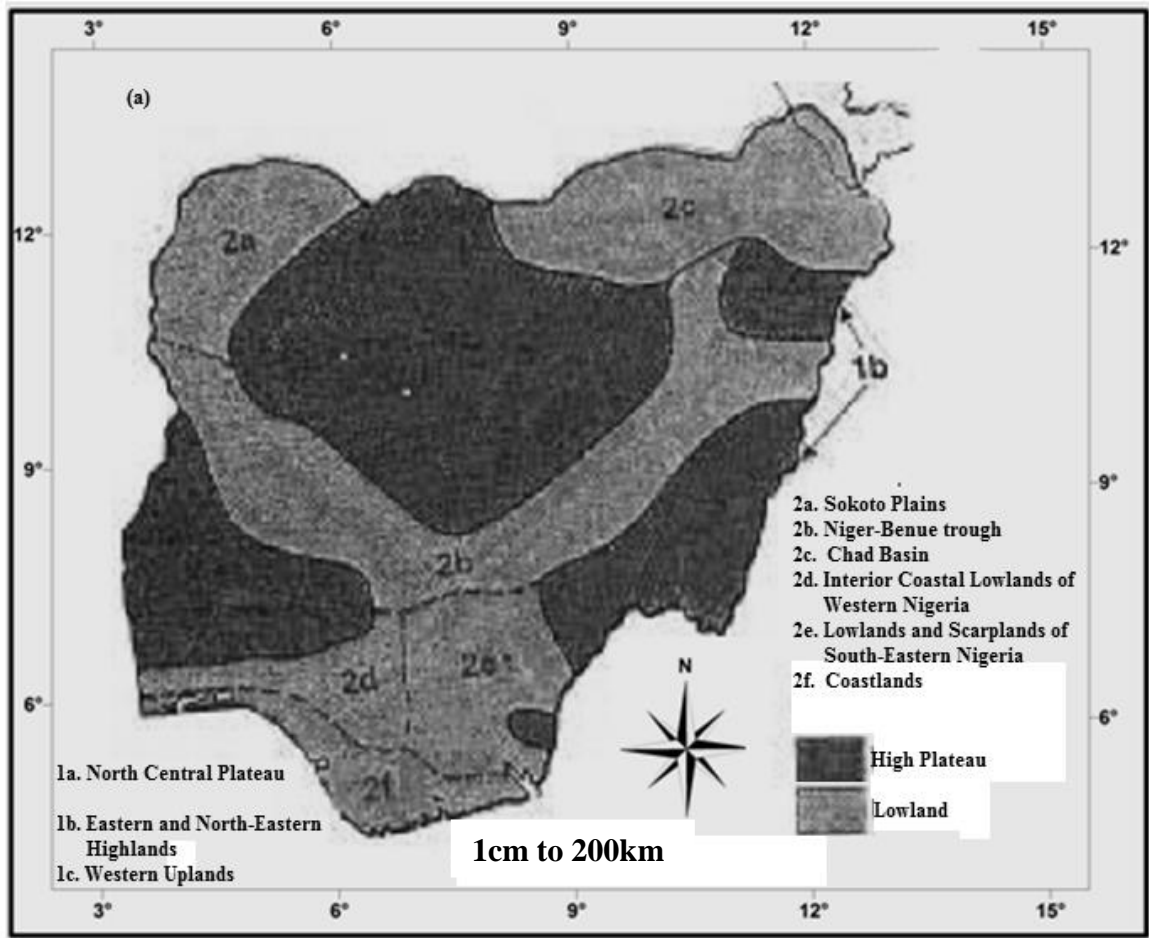 3° 6° 9° 12° 15°
(a)
2a
2c
12° 12°
1b
9° 9°
2a. Sokoto Plains
2b. Niger-Benue trough
2c. Chad Basin
2d. Interior Coastal Lowlands of
Western Nigeria
2e. Lowlands and Scarplands of
South-Eastern Nigeria
2f. Coastlands
2b
2d
2e
N
6° 6°
2f
High Plateau
Lowland
1a. North Central Plateau
1b. Eastern and North-Eastern
Highlands
1c. Western Uplands
1cm to 200km
3° 6° 9° 12° 15°